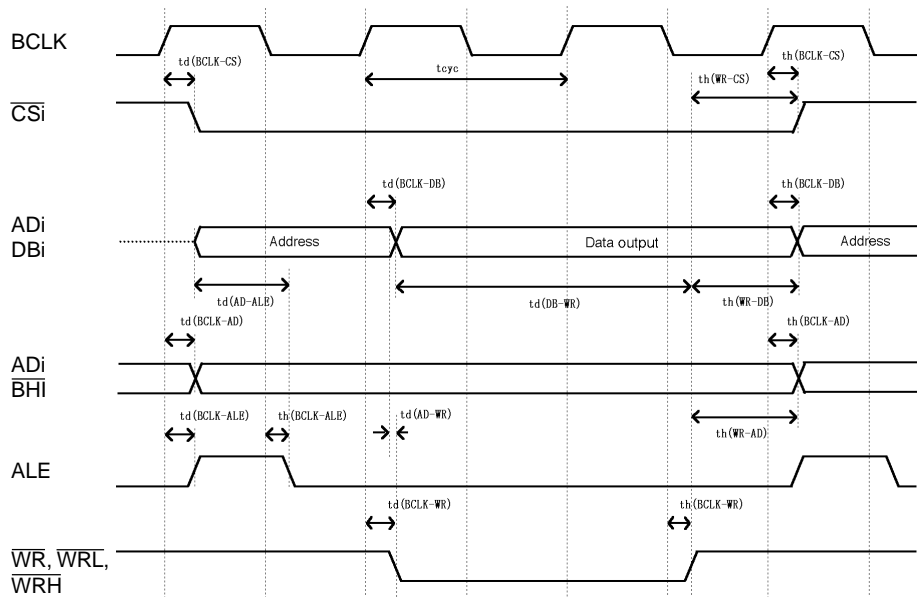 BCLK
td(BCLK-CS)
tcyc
th(BCLK-CS)
th(WR-CS)
CSi
td(BCLK-DB)
th(BCLK-DB)
ADi
DBi
Address
Data output
Address
td(AD-ALE)
td(DB-WR)
th(WR-DB)
td(BCLK-AD)
th(BCLK-AD)
ADi
BHI
td(BCLK-ALE)
th(BCLK-ALE)
td(AD-WR)
th(WR-AD)
ALE
td(BCLK-WR)
th(BCLK-WR)
WR, WRL,
WRH